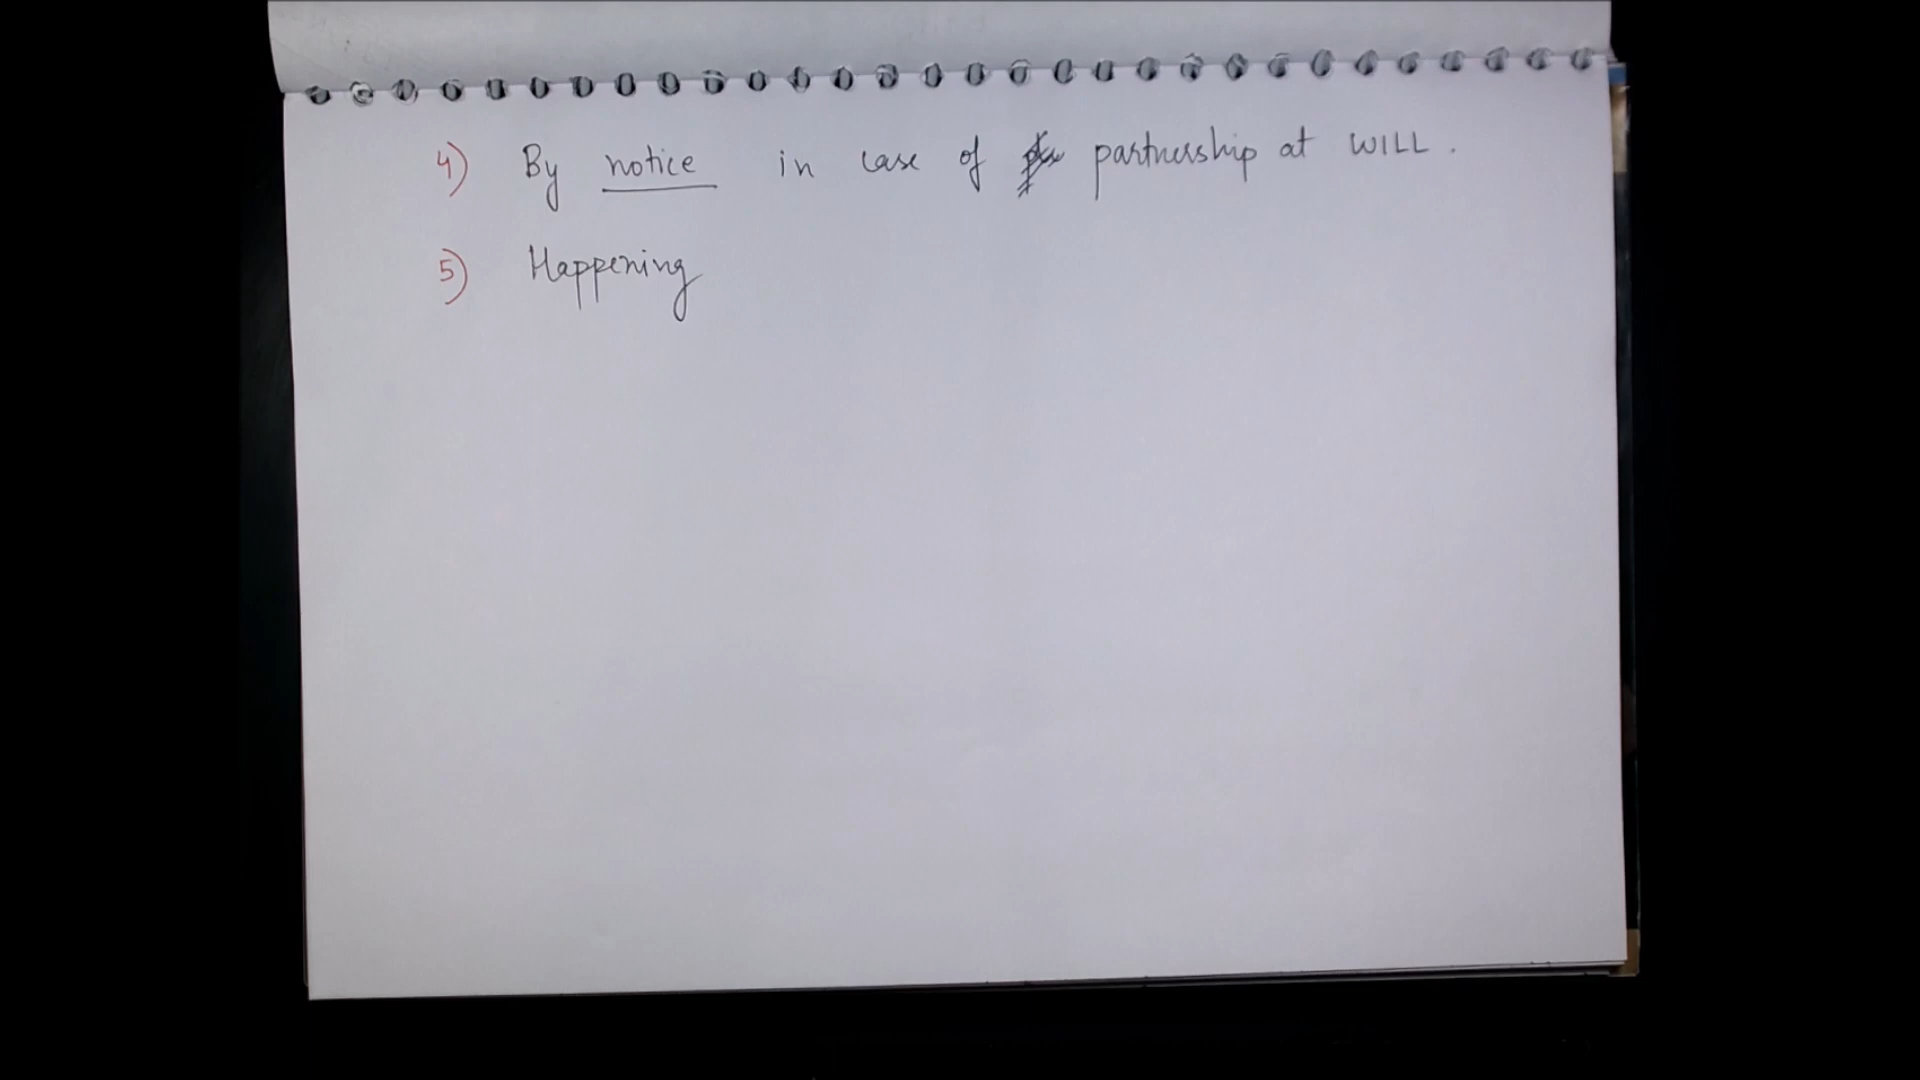 4) By notice in case of partnership at WILL.
5) Happening